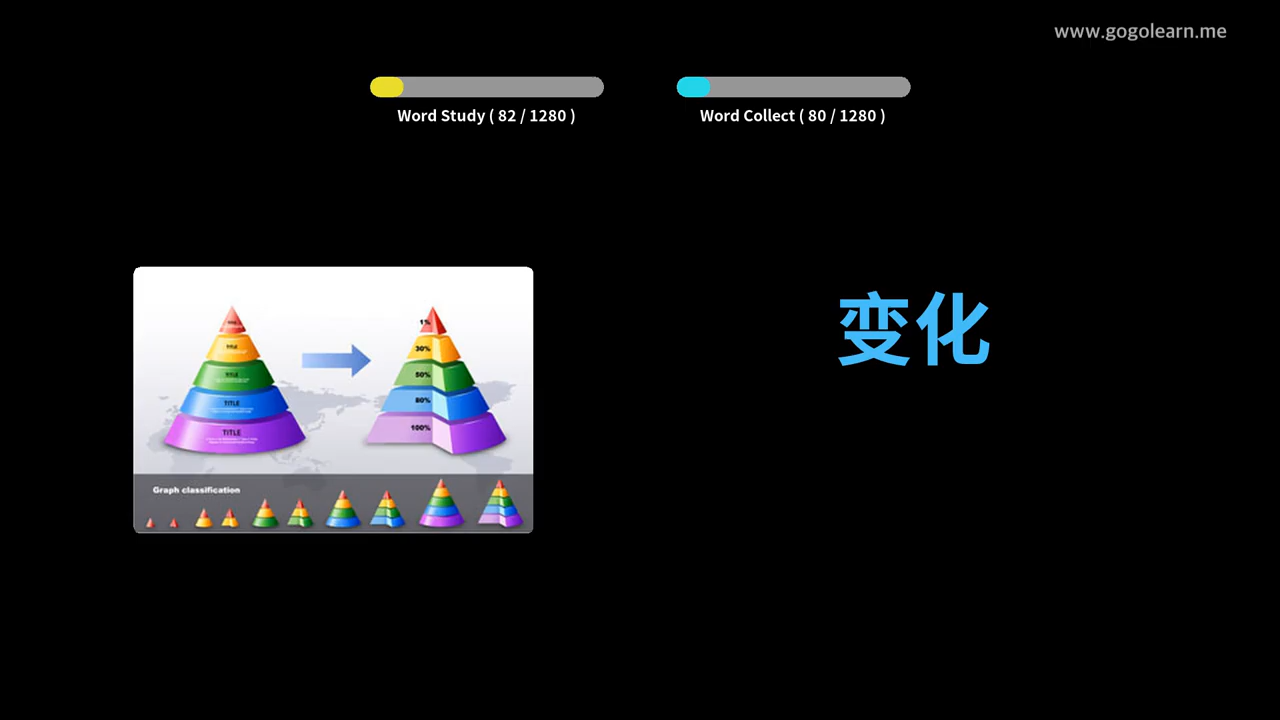 www.gogolearn.me
Word Study ( 82 / 1280 )
Word Collect ( 80 / 1280 )
变化
TITLE
TITLE
TITLE
TITLE
1%
30%
50%
80%
100%
Graph classification